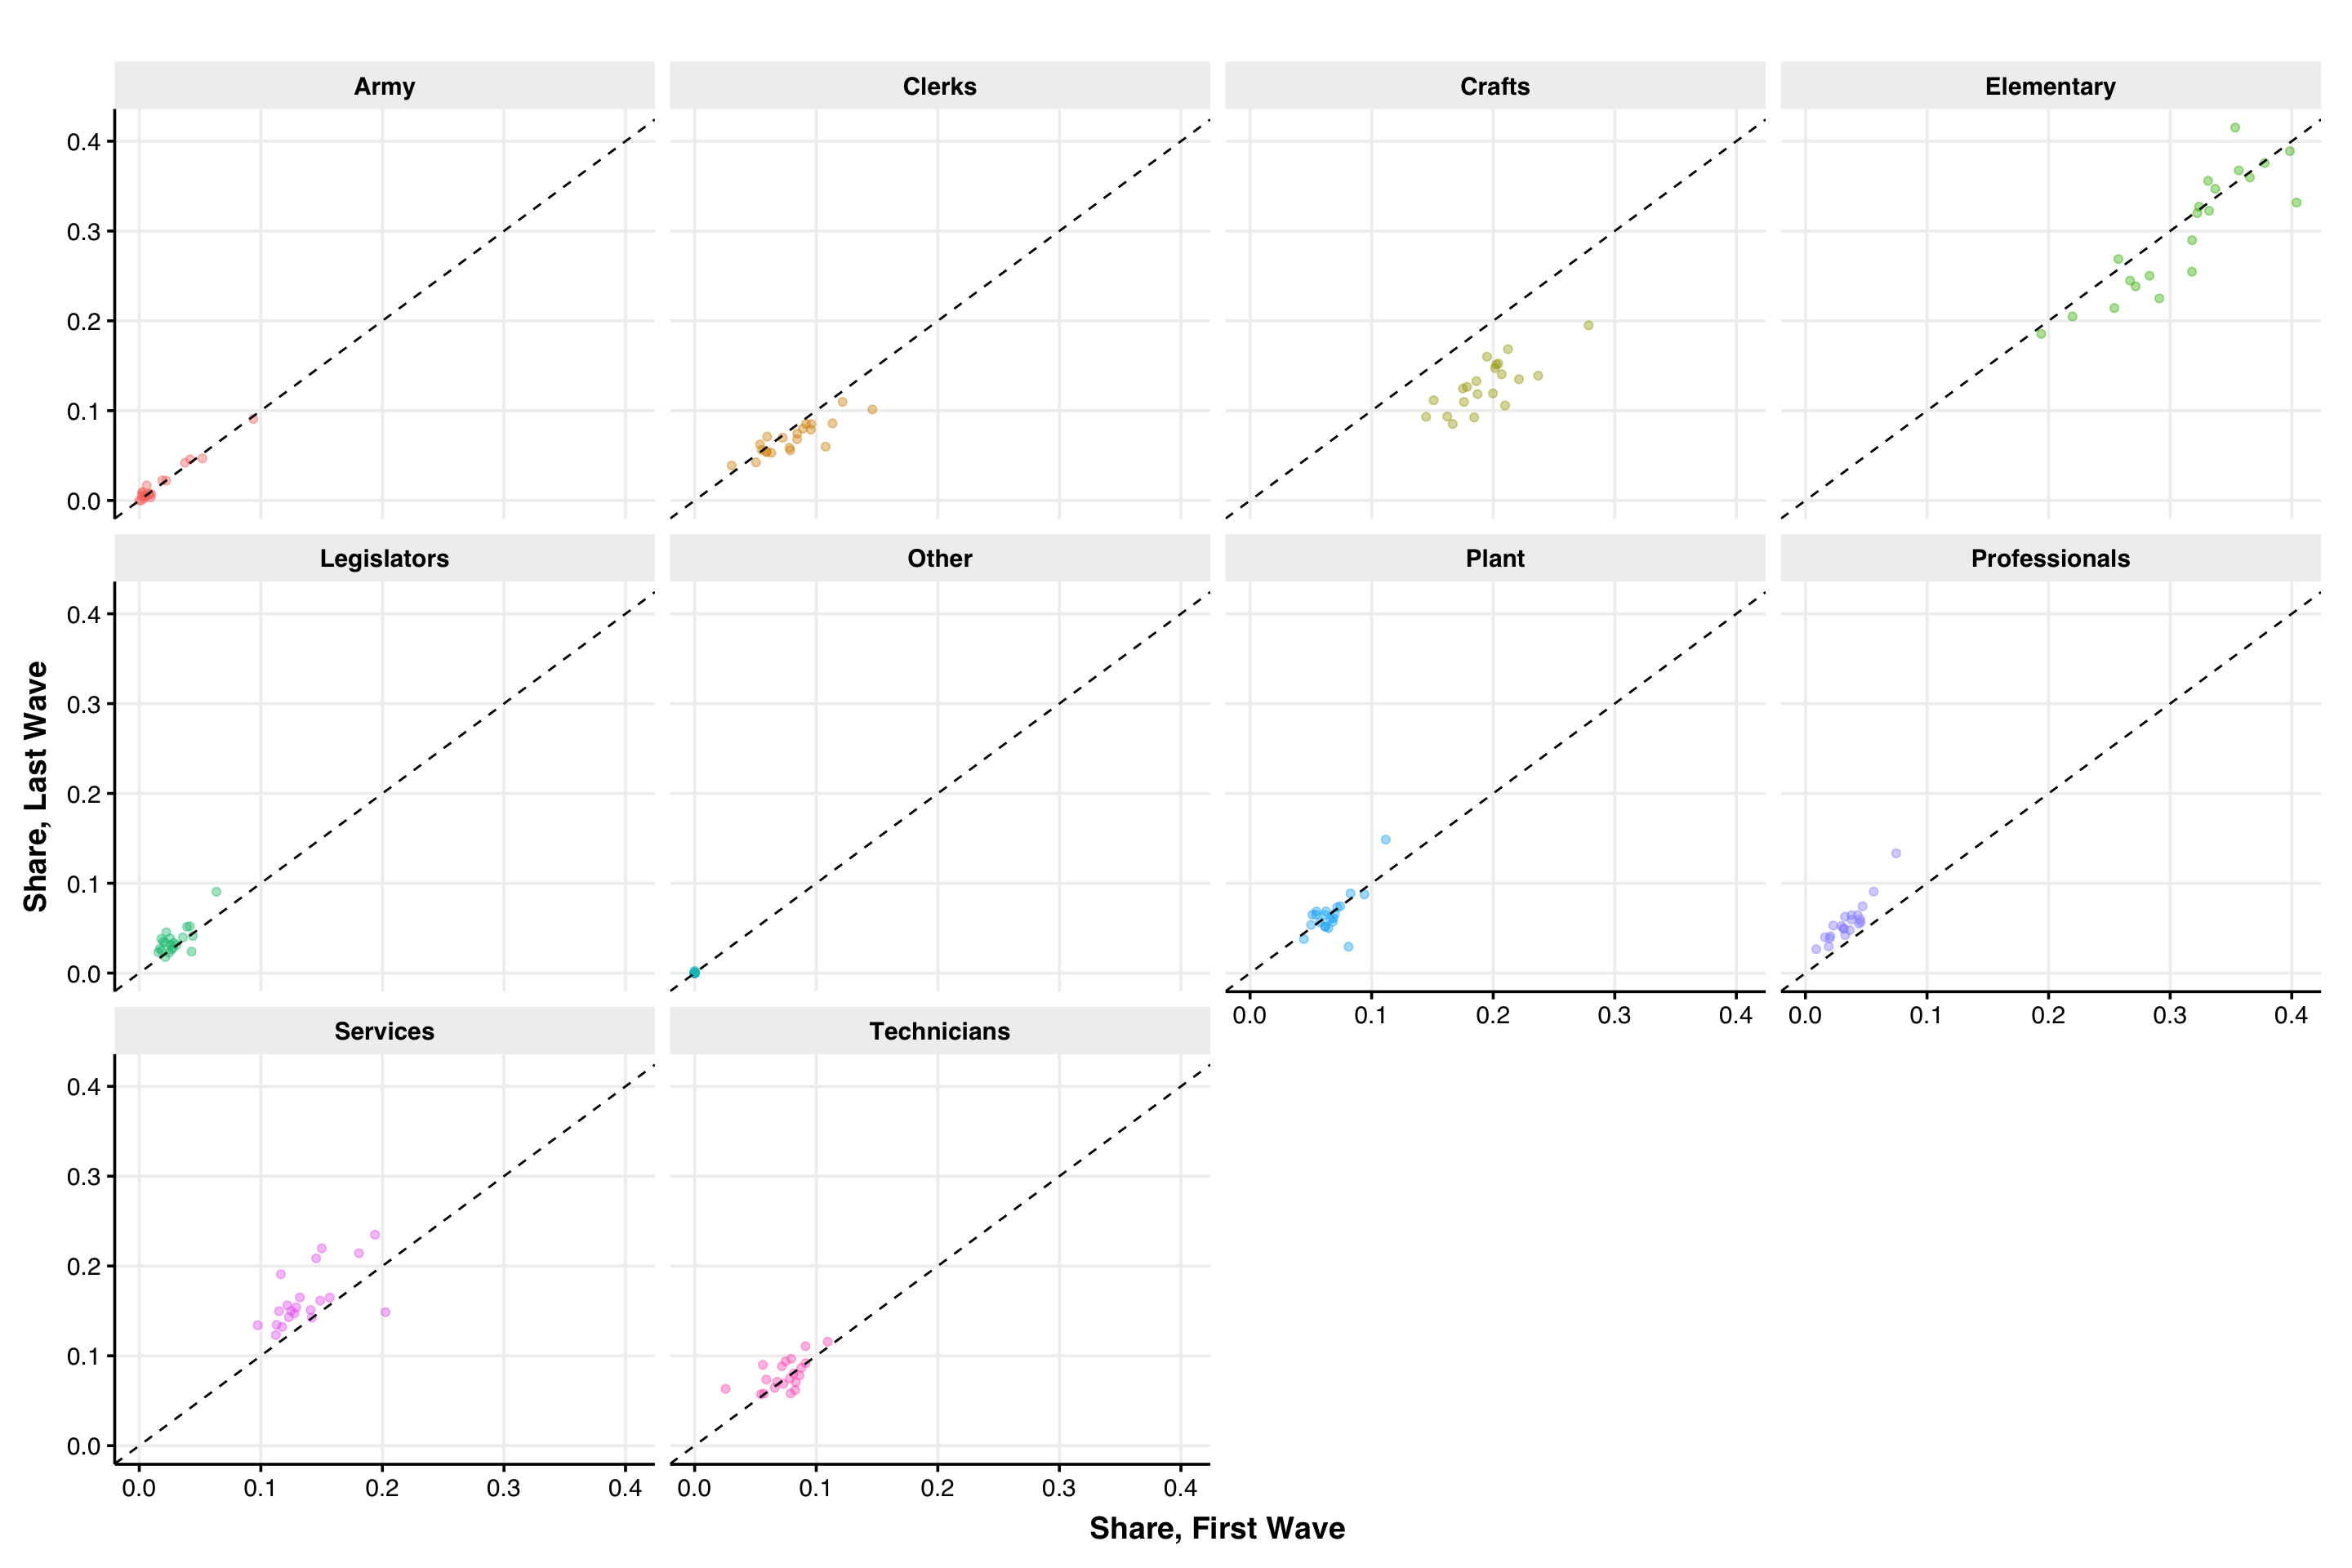 Army Clerks Crafts Elementary
0.4
0.3
0.2
0.1
0.0
Legislators Other Plant Professionals
0.4
0.3
0.2
0.1
0.0
0.0 0.1 0.2 0.3 0.4 0.0 0.1 0.2 0.3 0.4
Services Technicians
0.4
0.3
0.2
0.1
0.0
0.0 0.1 0.2 0.3 0.4 0.0 0.1 0.2 0.3 0.4
Share, Last Wave
Share, First Wave